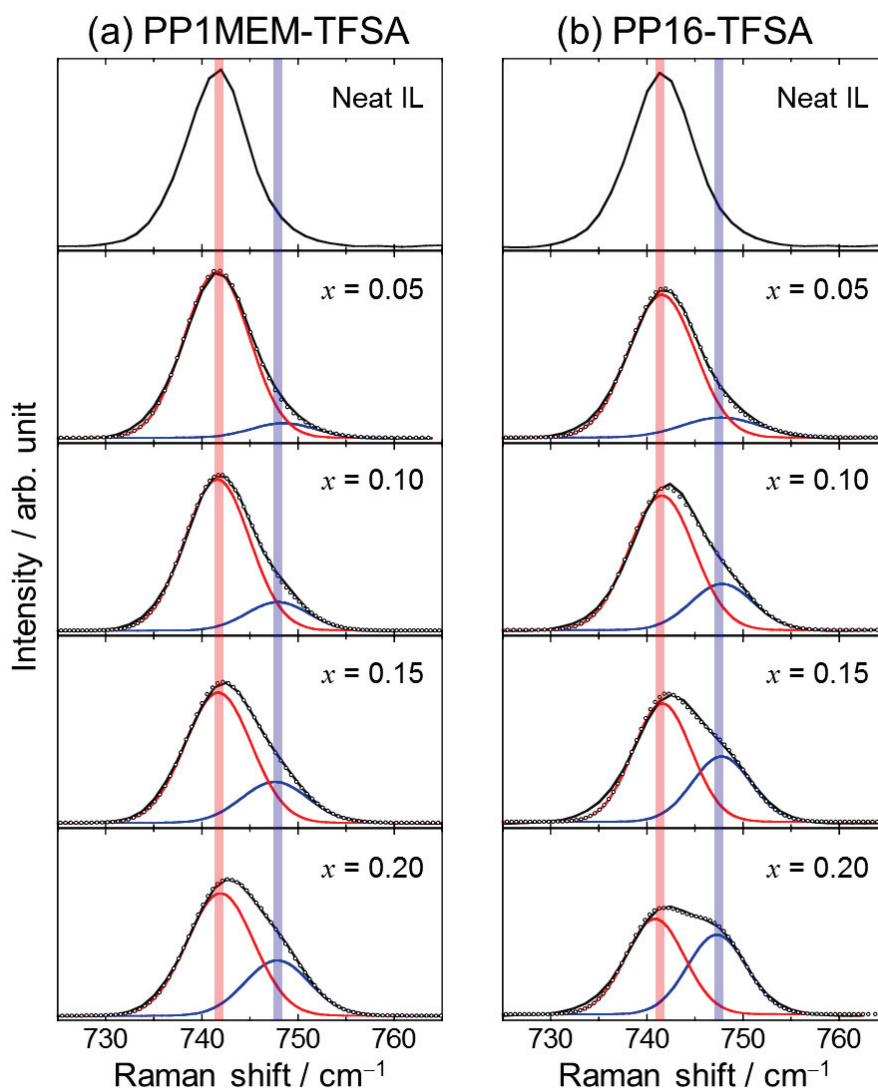 (a) PP1MEM-TFSA
(b) PP16-TFSA
Neat IL
Neat IL
x = 0.05
x = 0.05
x = 0.10
x = 0.10
x = 0.15
x = 0.15
x = 0.20
x = 0.20
Intensity / arb. unit
730 740 750 760
730 740 750 760
Raman shift / cm⁻¹
Raman shift / cm⁻¹